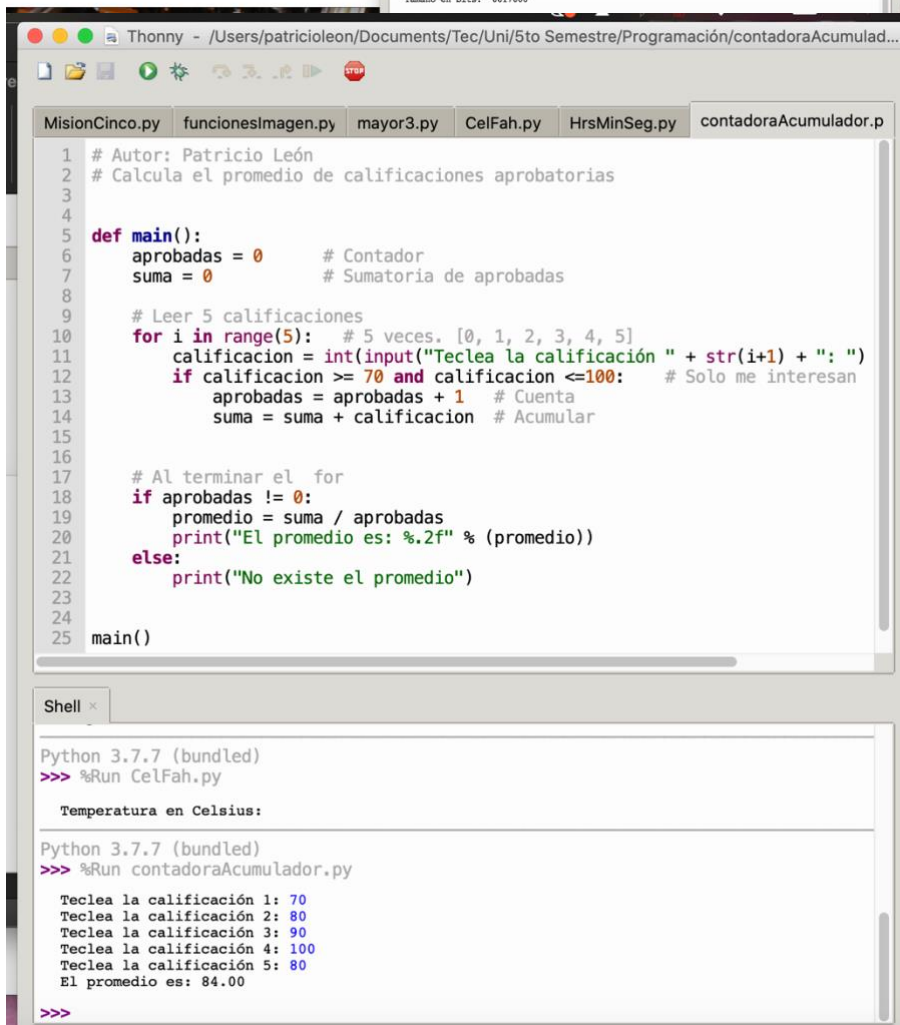 Thonny - /Users/patricioleon/Documents/Tec/Uni/5to Semestre/Programación/contadoraAcumulad...
STOP
MisionCinco.py funcionesImagen.py mayor3.py CelFah.py HrsMinSeg.py contadoraAcumulador.p
1 # Autor: Patricio León
2 # Calcula el promedio de calificaciones aprobatorias
3
4
5 def main():
6 aprobadas = 0 # Contador
7 suma = 0 # Sumatoria de aprobadas
8
9 # Leer 5 calificaciones
10 for i in range(5): # 5 veces. [0, 1, 2, 3, 4, 5]
11 calificacion = int(input("Teclea la calificación " + str(i+1) + ": ")
12 if calificacion >= 70 and calificacion <=100: # Solo me interesan
13 aprobadas = aprobadas + 1 # Cuenta
14 suma = suma + calificacion # Acumular
15
16
17 # Al terminar el  for
18 if aprobadas != 0:
19 promedio = suma / aprobadas
20 print("El promedio es: %.2f" % (promedio))
21 else:
22 print("No existe el promedio")
23
24
25 main()
Shell
Python 3.7.7 (bundled)
>>> %Run CelFah.py
Temperatura en Celsius:
Python 3.7.7 (bundled)
>>> %Run contadoraAcumulador.py
Teclea la calificación 1: 70
Teclea la calificación 2: 80
Teclea la calificación 3: 90
Teclea la calificación 4: 100
Teclea la calificación 5: 80
El promedio es: 84.00
>>>